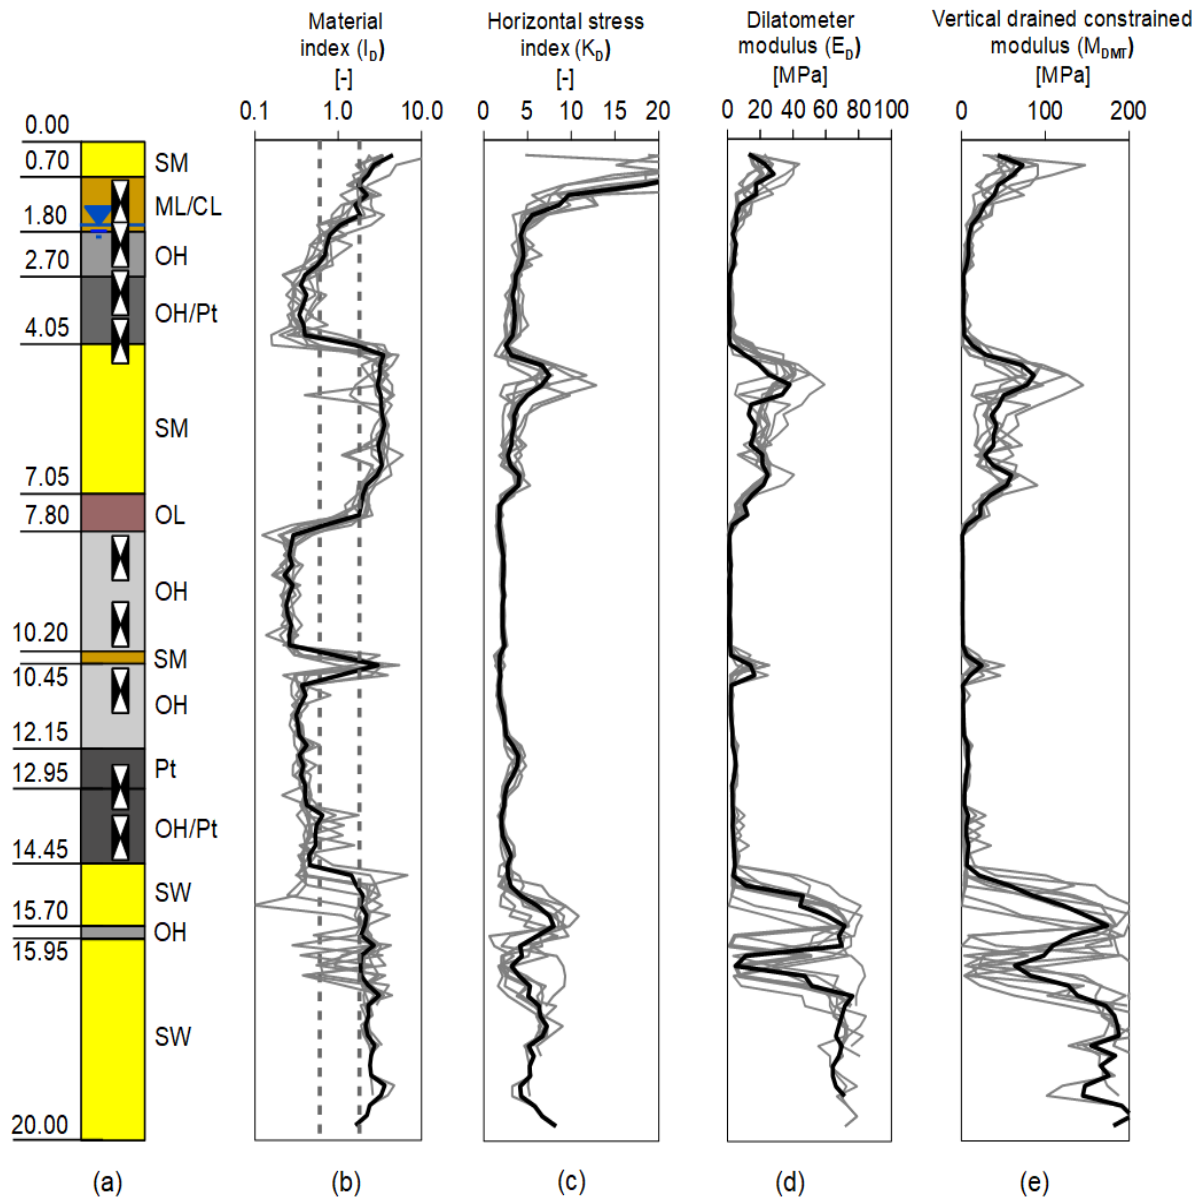 Material
index (I_D)
[-]
Horizontal stress
index (K_D)
[-]
Dilatometer
modulus (E_D)
[MPa]
Vertical drained constrained
modulus (M_DMT)
[MPa]
0.1 1.0 10.0
0 5 10 15 20
0 20 40 60 80 100
0 100 200
0.00
0.70
SM
1.80
ML/CL
2.70
OH
4.05
OH/Pt
SM
7.05
7.80
OL
OH
10.20
SM
10.45
OH
12.15
12.95
Pt
OH/Pt
14.45
SW
15.70
OH
15.95
SW
20.00
(a) (b) (c) (d) (e)